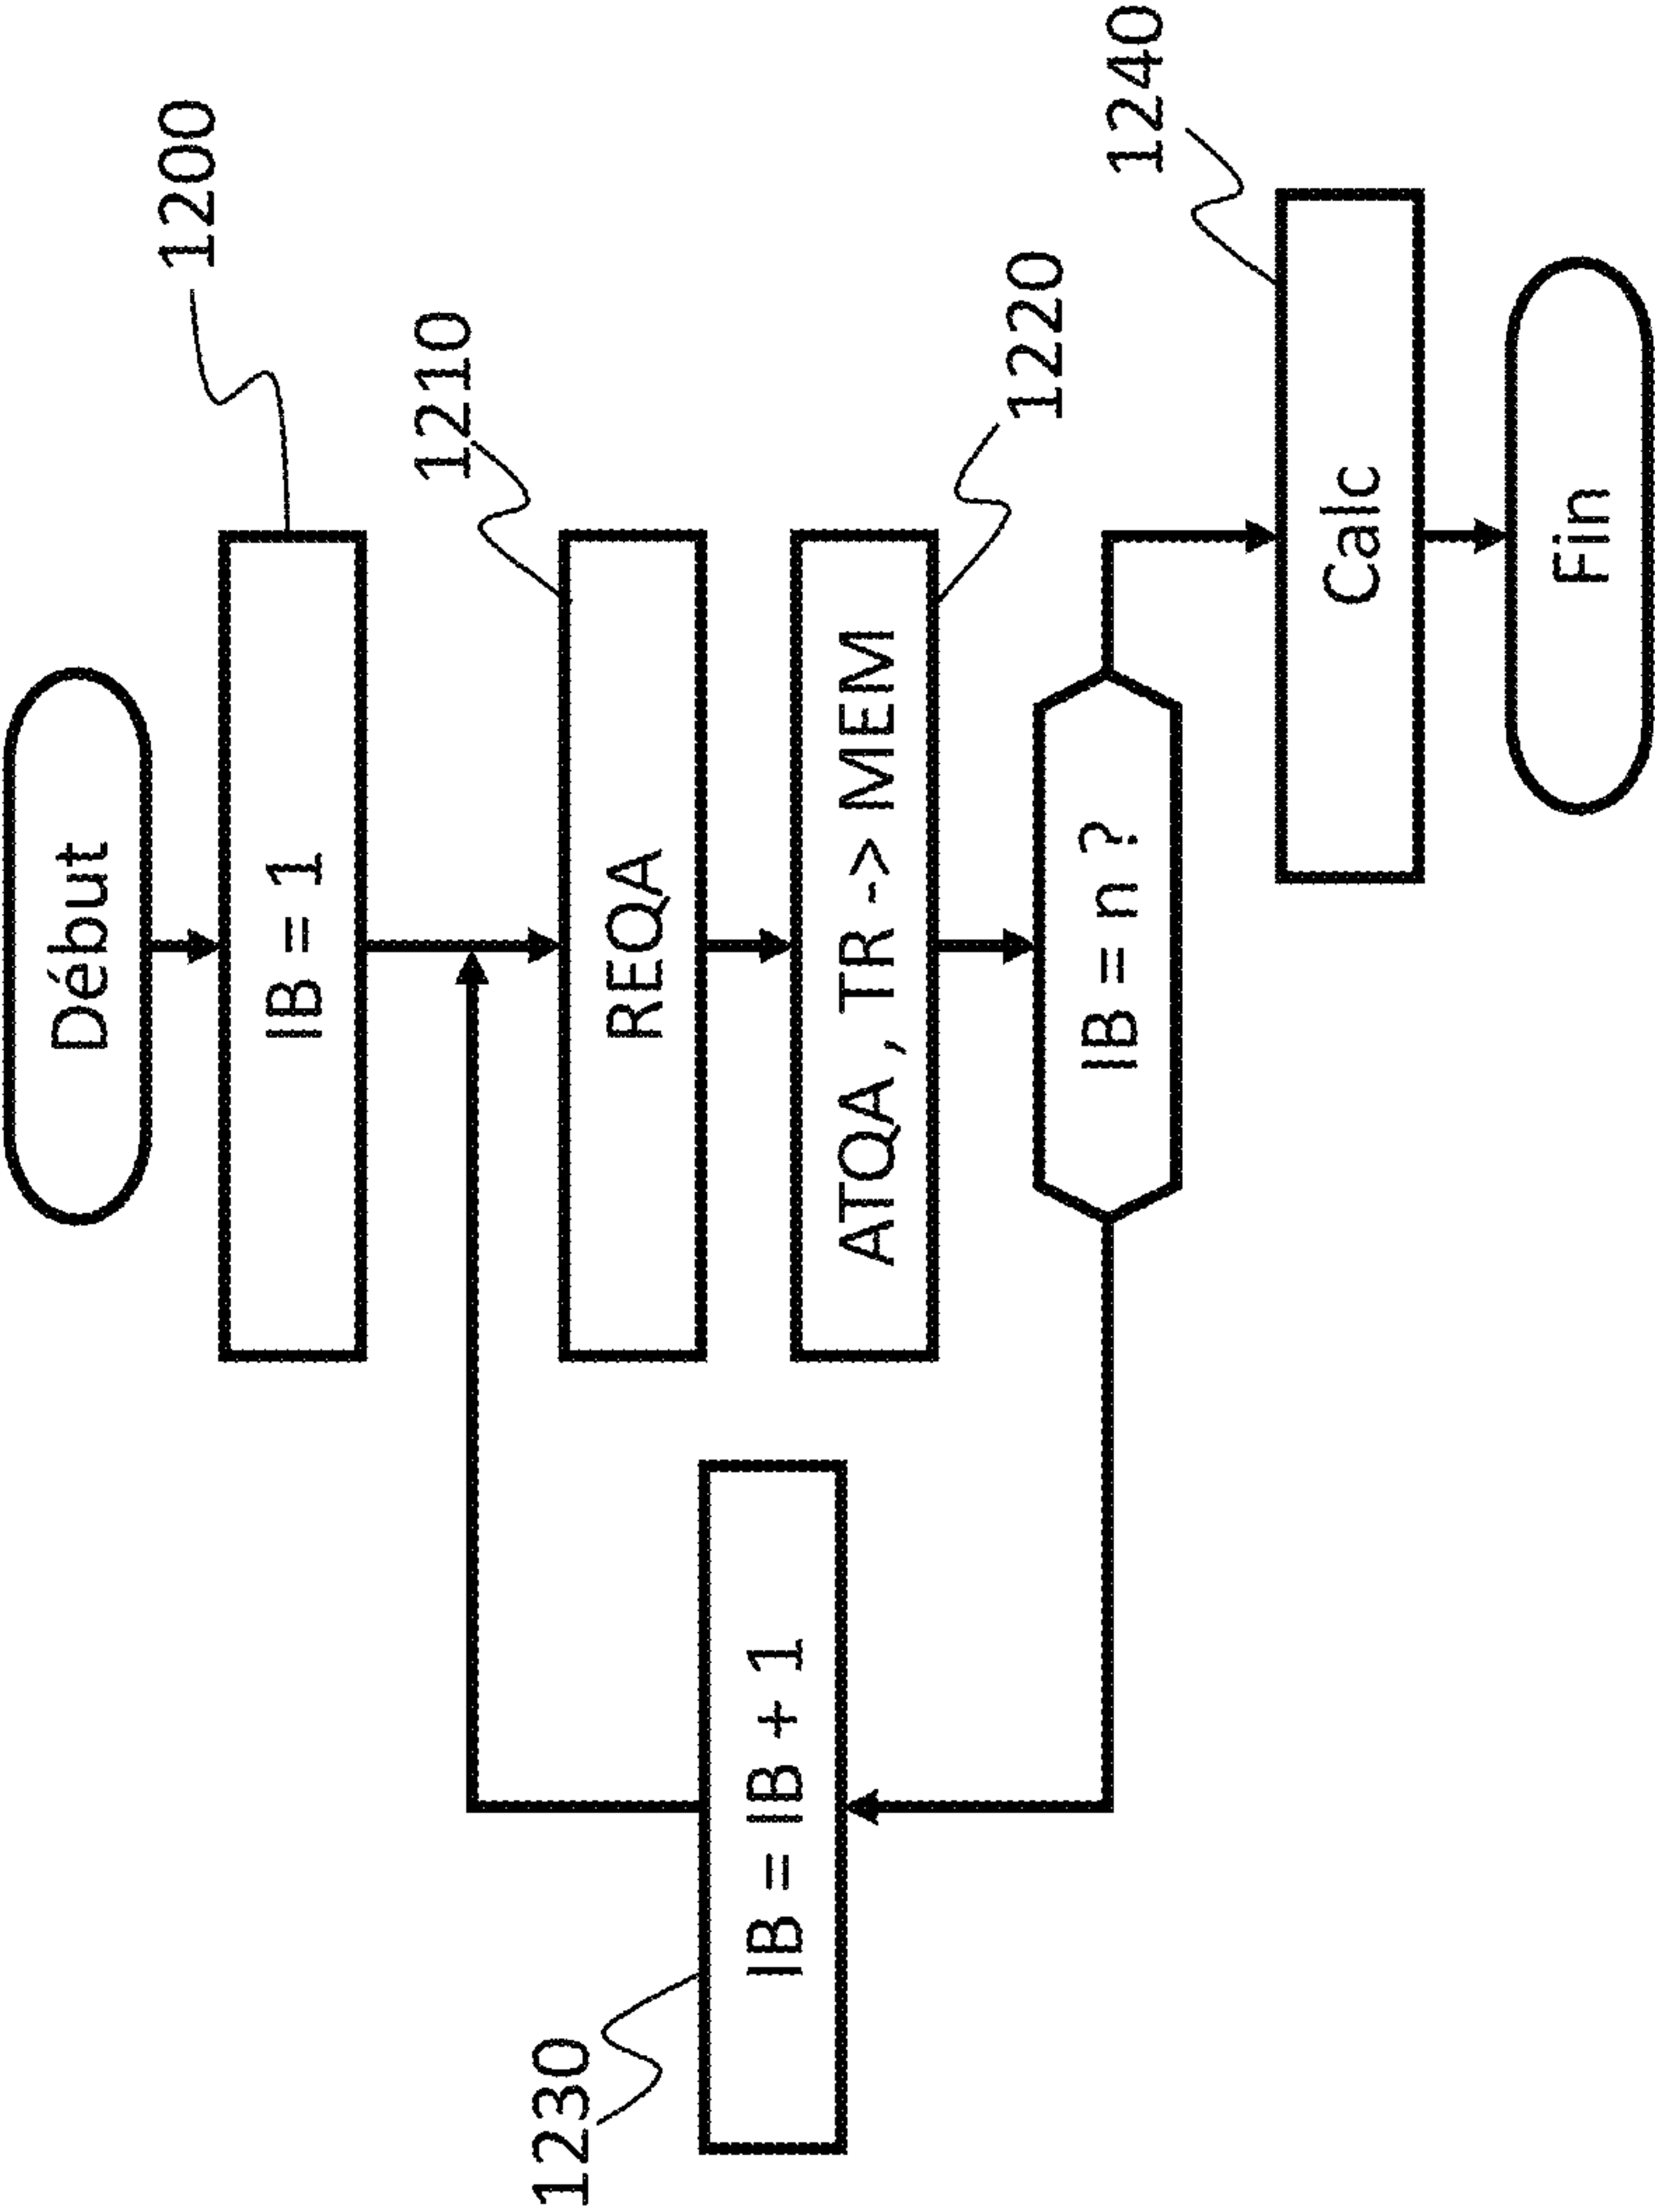 Début
1200
IB = 1
1210
REQA
1220
ATQA , TR -> MEM
1230
IB = IB + 1
IB = n ?
1240
Calc
Fin